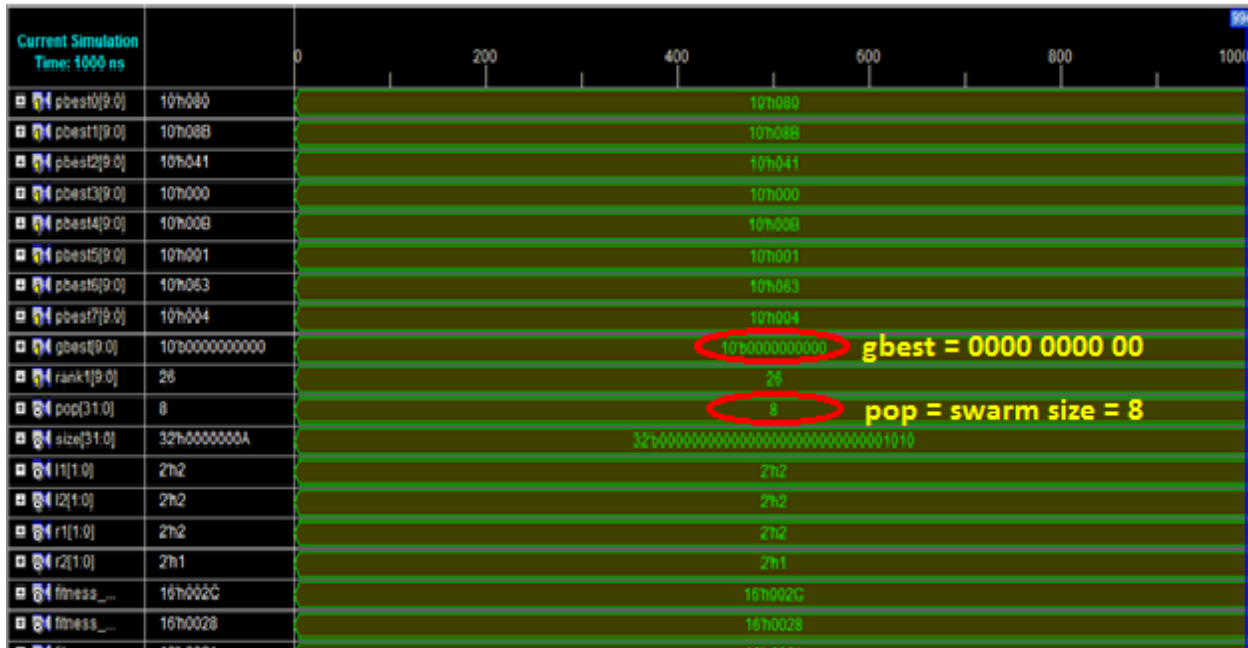 994
Current Simulation
Time: 1000 ns
0 200 400 600 800 1000
pbest0[9:0] 10'h080 10'h080
pbest1[9:0] 10'h08B 10'h08B
pbest2[9:0] 10'h041 10'h041
pbest3[9:0] 10'h000 10'h000
pbest4[9:0] 10'h00B 10'h00B
pbest5[9:0] 10'h001 10'h001
pbest6[9:0] 10'h063 10'h063
pbest7[9:0] 10'h004 10'h004
gbest[9:0] 10'b0000000000 10'b0000000000 gbest = 0000 0000 00
rank1[9:0] 26 26
pop[31:0] 8 8 pop = swarm size = 8
size[31:0] 32'h0000000A 32'b00000000000000000000000000001010
l1[1:0] 2'h2 2'h2
l2[1:0] 2'h2 2'h2
r1[1:0] 2'h2 2'h2
r2[1:0] 2'h1 2'h1
fitness_... 16'h002C 16'h002C
fitness_... 16'h0028 16'h0028